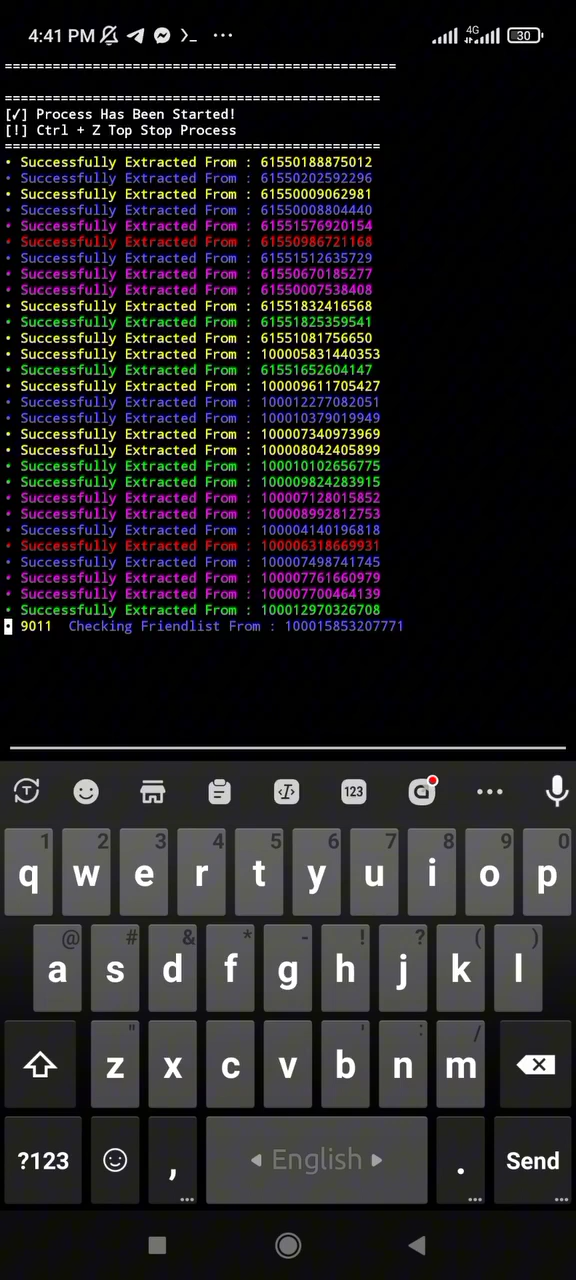 4:41 PM >_ ... 4G 30
=================================================
===============================================
[✓] Process Has Been Started!
[!] Ctrl + Z Top Stop Process
===============================================
• Successfully Extracted From : 61550188875012
• Successfully Extracted From : 61550202592296
• Successfully Extracted From : 61550009062981
• Successfully Extracted From : 61550008804440
• Successfully Extracted From : 61551576920154
• Successfully Extracted From : 61550986721168
• Successfully Extracted From : 61551512635729
• Successfully Extracted From : 61550670185277
• Successfully Extracted From : 61550007538408
• Successfully Extracted From : 61551832416568
• Successfully Extracted From : 61551825359541
• Successfully Extracted From : 61551081756650
• Successfully Extracted From : 100005831440353
• Successfully Extracted From : 61551652604147
• Successfully Extracted From : 100009611705427
• Successfully Extracted From : 100012277082051
• Successfully Extracted From : 100010379019949
• Successfully Extracted From : 100007340973969
• Successfully Extracted From : 100008042405899
• Successfully Extracted From : 100010102656775
• Successfully Extracted From : 100009824283915
• Successfully Extracted From : 100007128015852
• Successfully Extracted From : 100008992812753
• Successfully Extracted From : 100004140196818
• Successfully Extracted From : 100006318669931
• Successfully Extracted From : 100007498741745
• Successfully Extracted From : 100007761660979
• Successfully Extracted From : 100007700464139
• Successfully Extracted From : 100012970326708
• 9011 Checking Friendlist From : 100015853207771
T 123
1 2 3 4 5 6 7 8 9 0
q w e r t y u i o p
@ # & * - ! ? ( )
a s d f g h j k l
" ' : /
z x c v b n m
?123 , English . Send